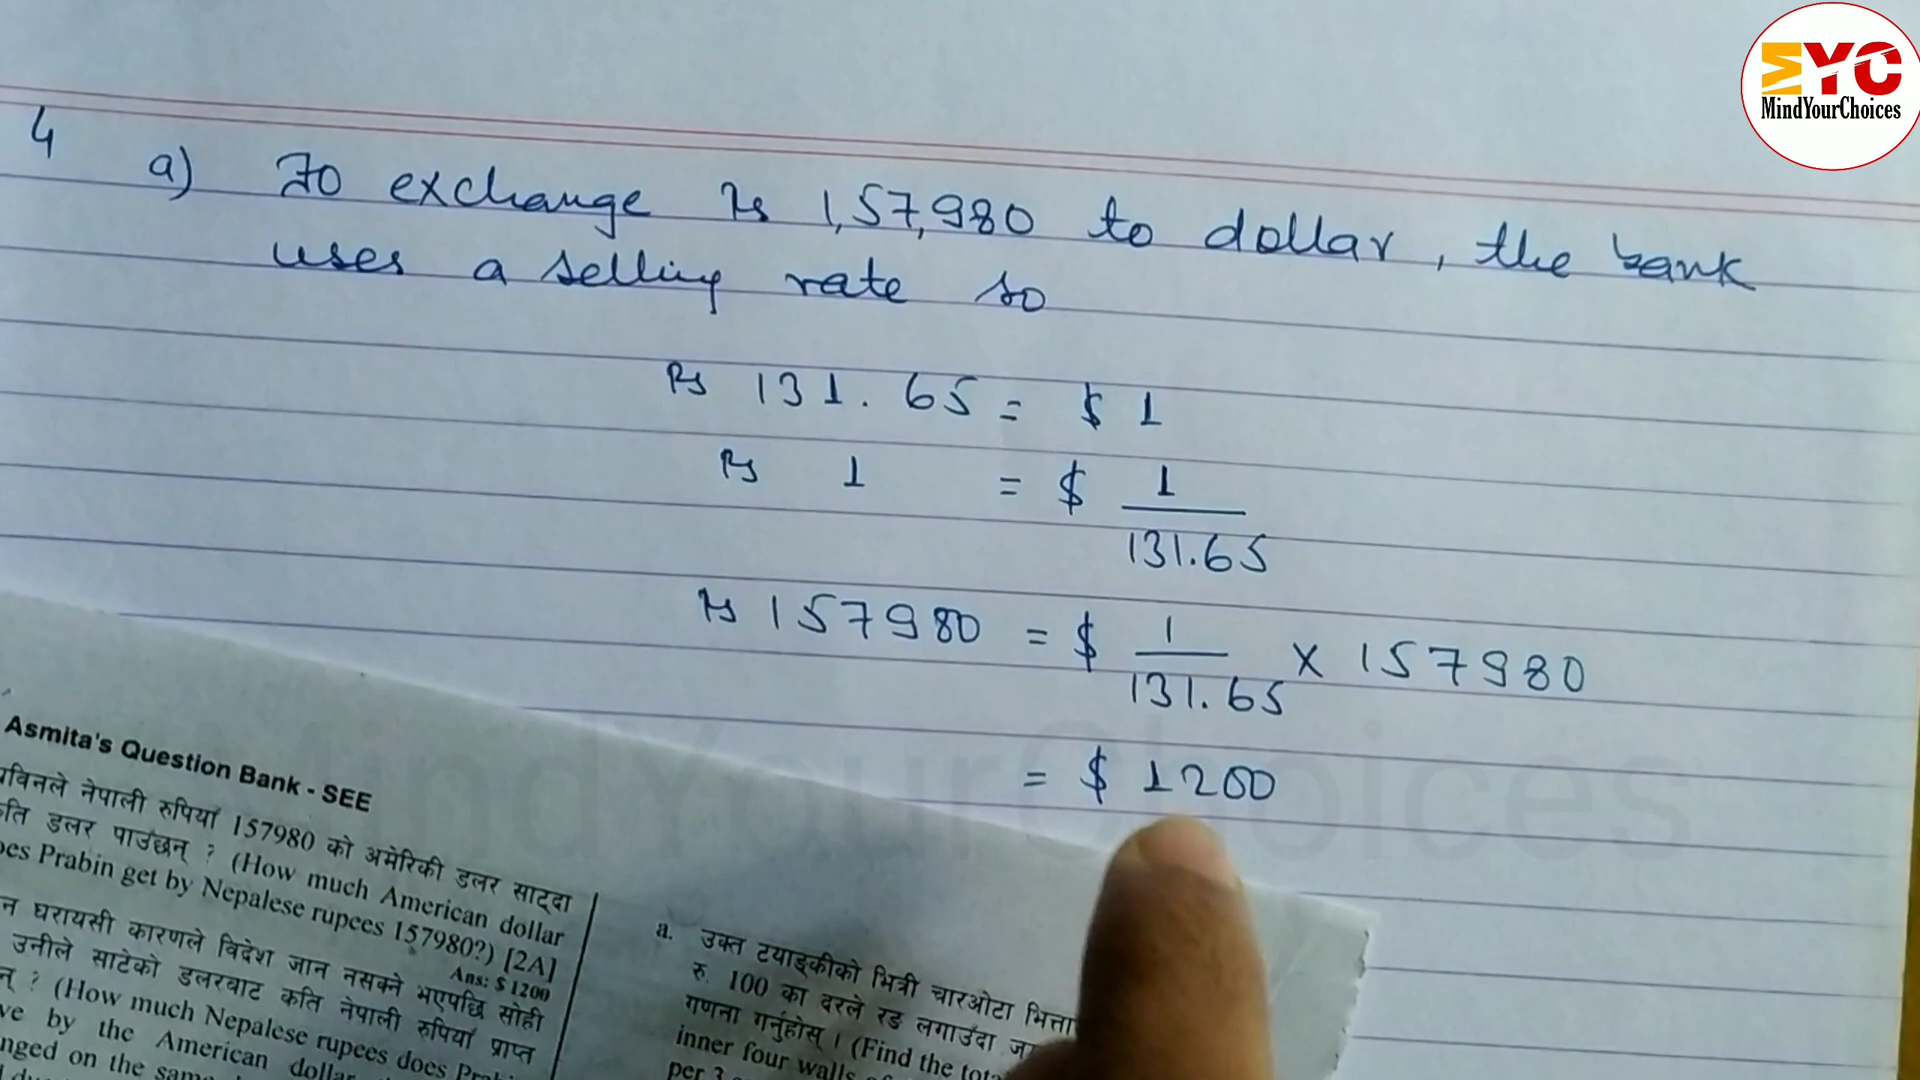 MYC
MindYourChoices
4 a) To exchange Rs 1,57,980 to dollar, the bank
uses a selling rate so
Rs 131.65 = $ 1
Rs 1 = $ 1/131.65
Rs 157980 = $ 1/131.65 × 157980
= $ 1200
MindYourChoices
Asmita's Question Bank - SEE
नेपाली रुपियाँ 157980 को अमेरिकी डलर साट्दा
डलर पाउँछन् ? (How much American dollar
Prabin get by Nepalese rupees 157980?) [2A]
Ans: $ 1200
घरायसी कारणले विदेश जान नसक्ने भएपछि सोही
उनीले साटेको डलरबाट कति नेपाली रुपियाँ प्राप्त
? (How much Nepalese rupees does
by the American dollar
on the same
a. उक्त ट्याङ्कीको भित्री चारओटा
रु. 100 का दरले रङ लगाउँदा
गणना गर्नुहोस् । (Find the
inner four walls
per